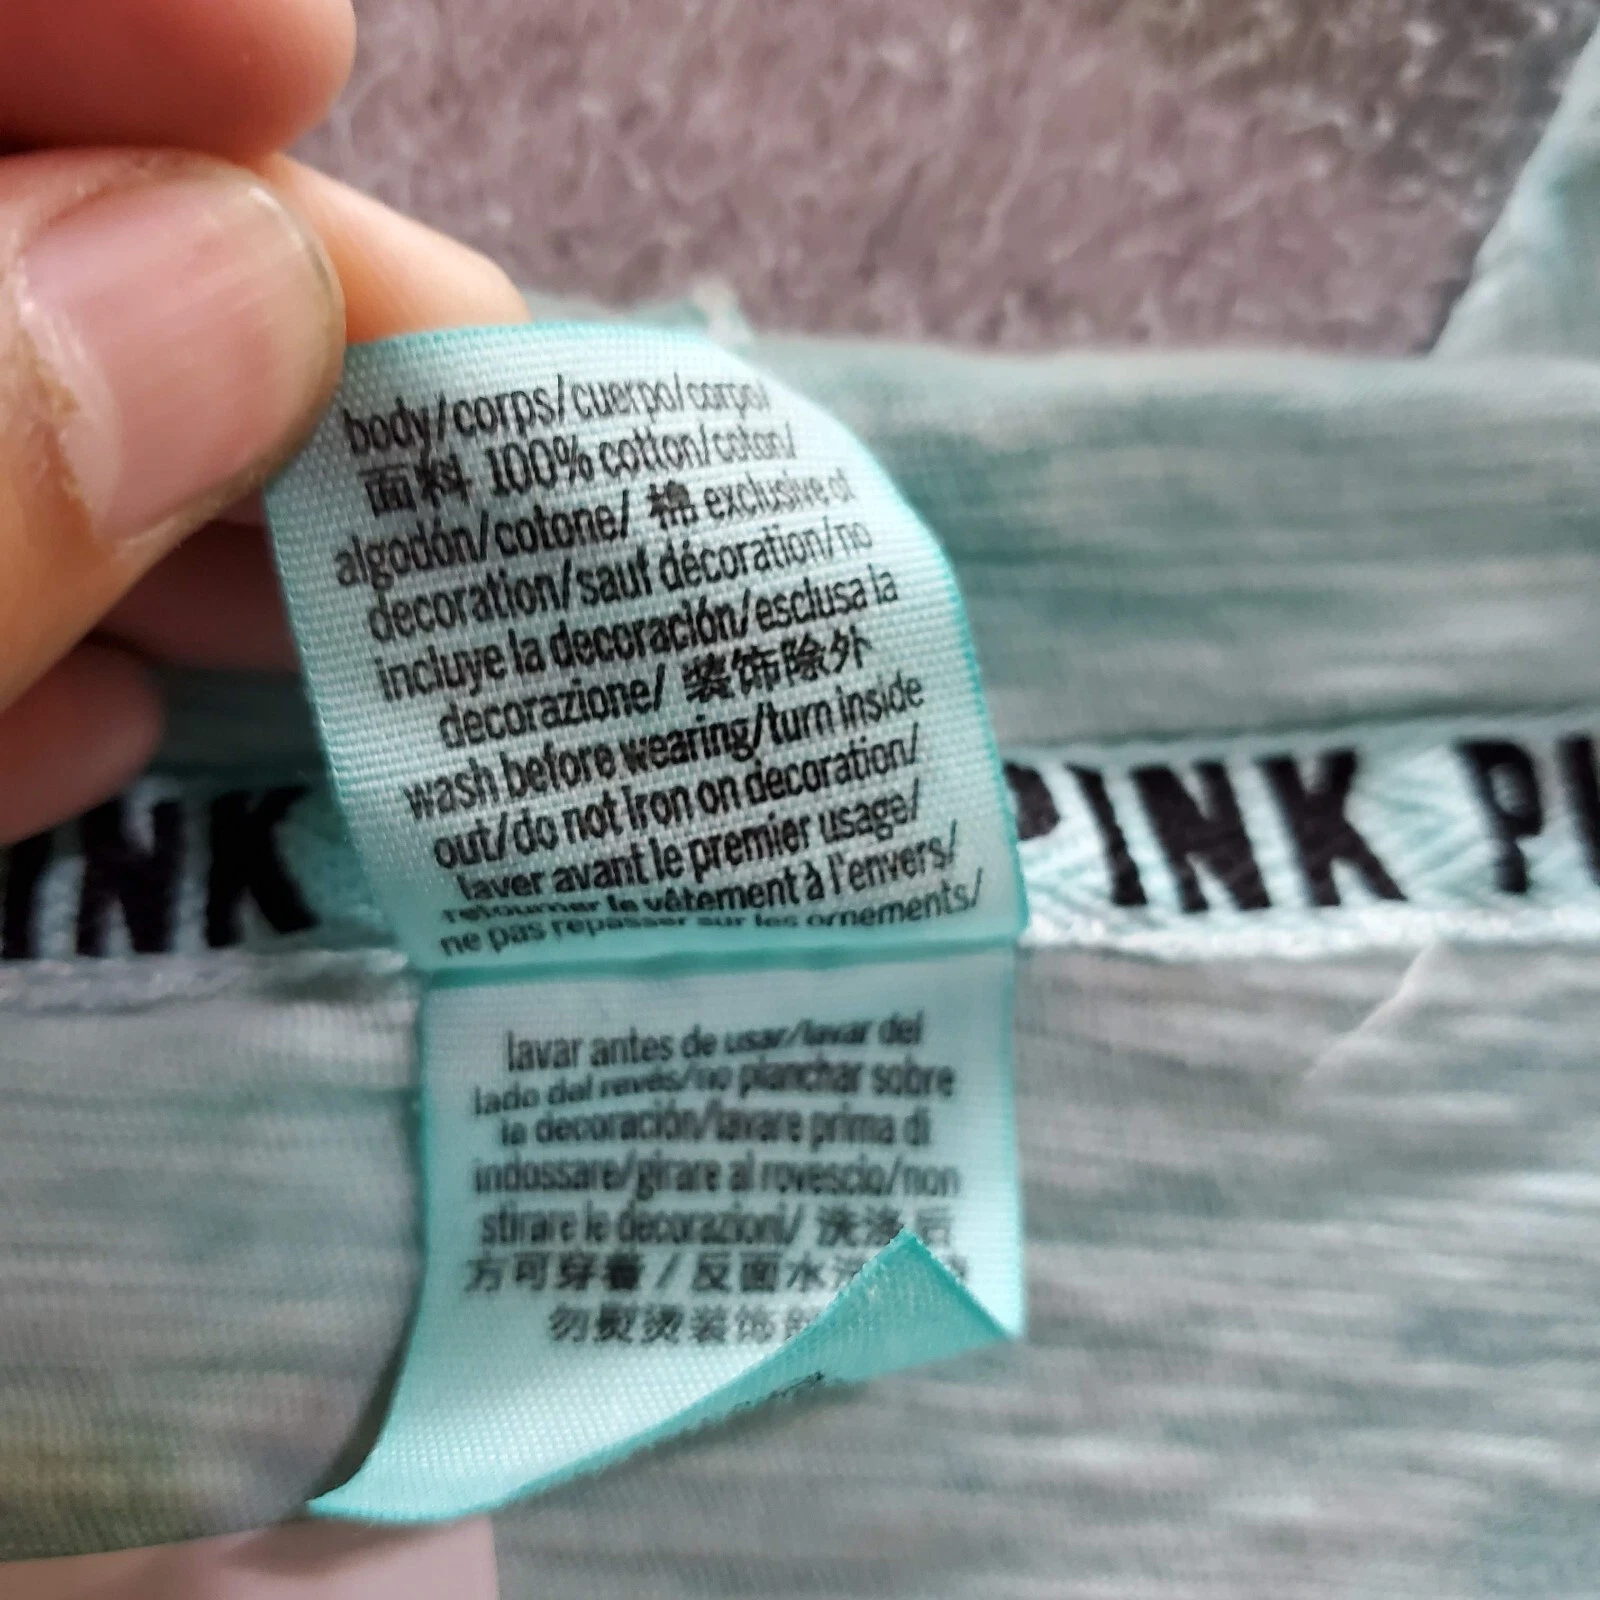 body/corps/cuerpo/corpo/
面料 100% cotton/coton/
algodón/cotone/ 棉 exclusive of
decoration/sauf décoration/no
incluye la decoración/esclusa la
decorazione/ 装饰除外
wash before wearing/turn inside
out/do not iron on decoration/
laver avant le premier usage/
retourner le vêtement à l'envers/
ne pas repasser sur les ornements/
INK PINK PI
lavar antes de usar/lavar del
lado del revés/no planchar sobre
la decoración/lavare prima di
indossare/girare al rovescio/non
stirare le decorazioni/ 洗涤后
方可穿着 / 反面水洗
勿熨烫装饰